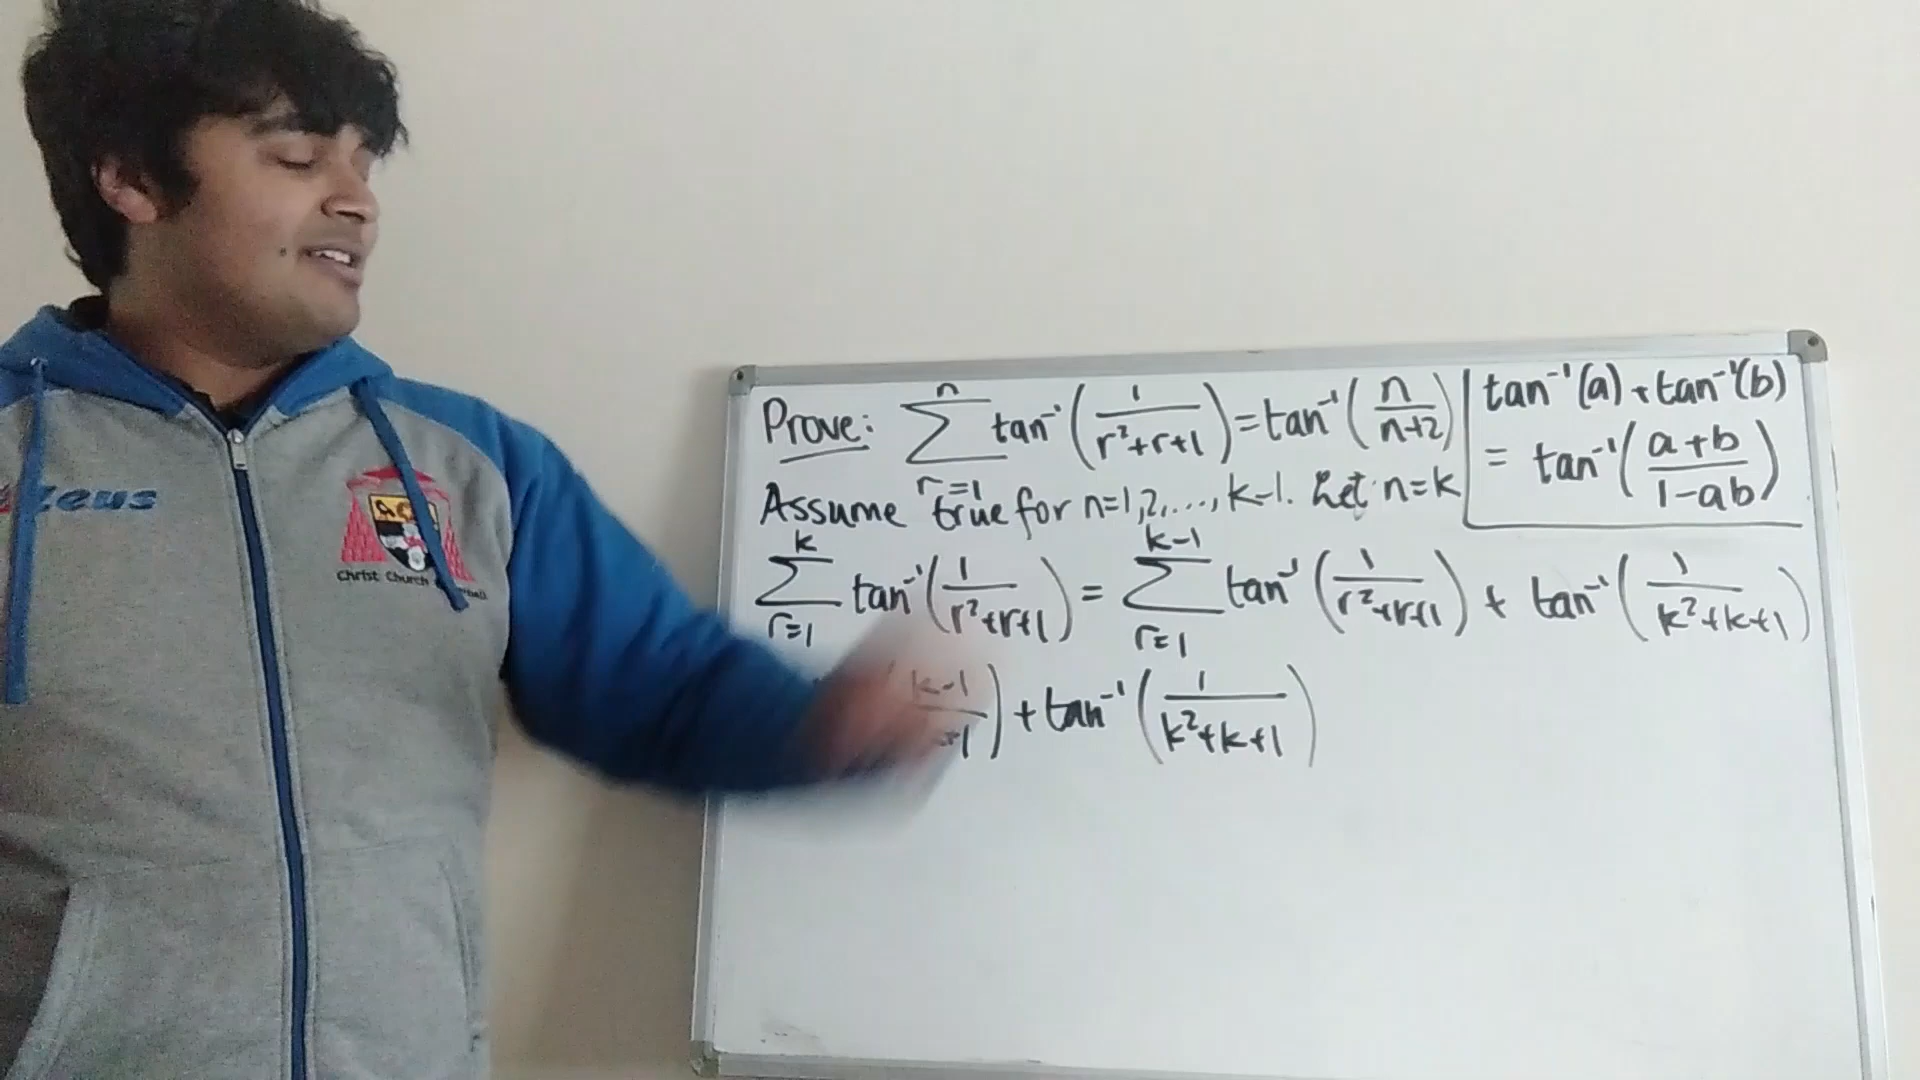 Prove: ∑_{r=1}^{n} tan⁻¹(1/(r²+r+1)) = tan⁻¹(n/(n+2))
tan⁻¹(a) + tan⁻¹(b)
= tan⁻¹((a+b)/(1-ab))
Assume true for n=1,2,...,k-1. Let n=k
∑_{r=1}^{k} tan⁻¹(1/(r²+r+1)) = ∑_{r=1}^{k-1} tan⁻¹(1/(r²+r+1)) + tan⁻¹(1/(k²+k+1))
(k-1/+1) + tan⁻¹(1/(k²+k+1))
zeus
Christ Church